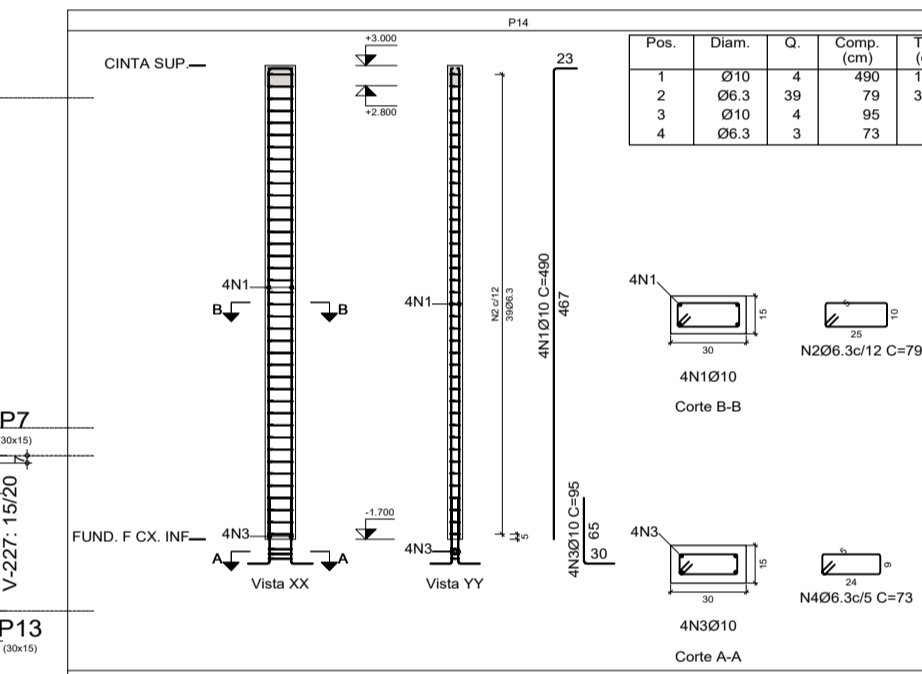 P14
CINTA SUP.
+3.000
+2.800
23
Pos. Diam. Q. Comp. (cm)
1 Ø10 4 490
2 Ø6.3 39 79
3 Ø10 4 95
4 Ø6.3 3 73
4N1
B B
4N1
N2 c/12
39Ø6.3
4N1Ø10 C=490
467
4N1
15
30
4N1Ø10
Corte B-B
5
10
25
N2Ø6.3c/12 C=79
P7
(30x15)
7
V-227: 15/20
P13
(30x15)
FUND. F CX. INF
-1.700
4N3
A A
Vista XX
4N3
5
Vista YY
4N3Ø10 C=95
65
30
4N3
15
30
4N3Ø10
Corte A-A
5
9
24
N4Ø6.3c/5 C=73